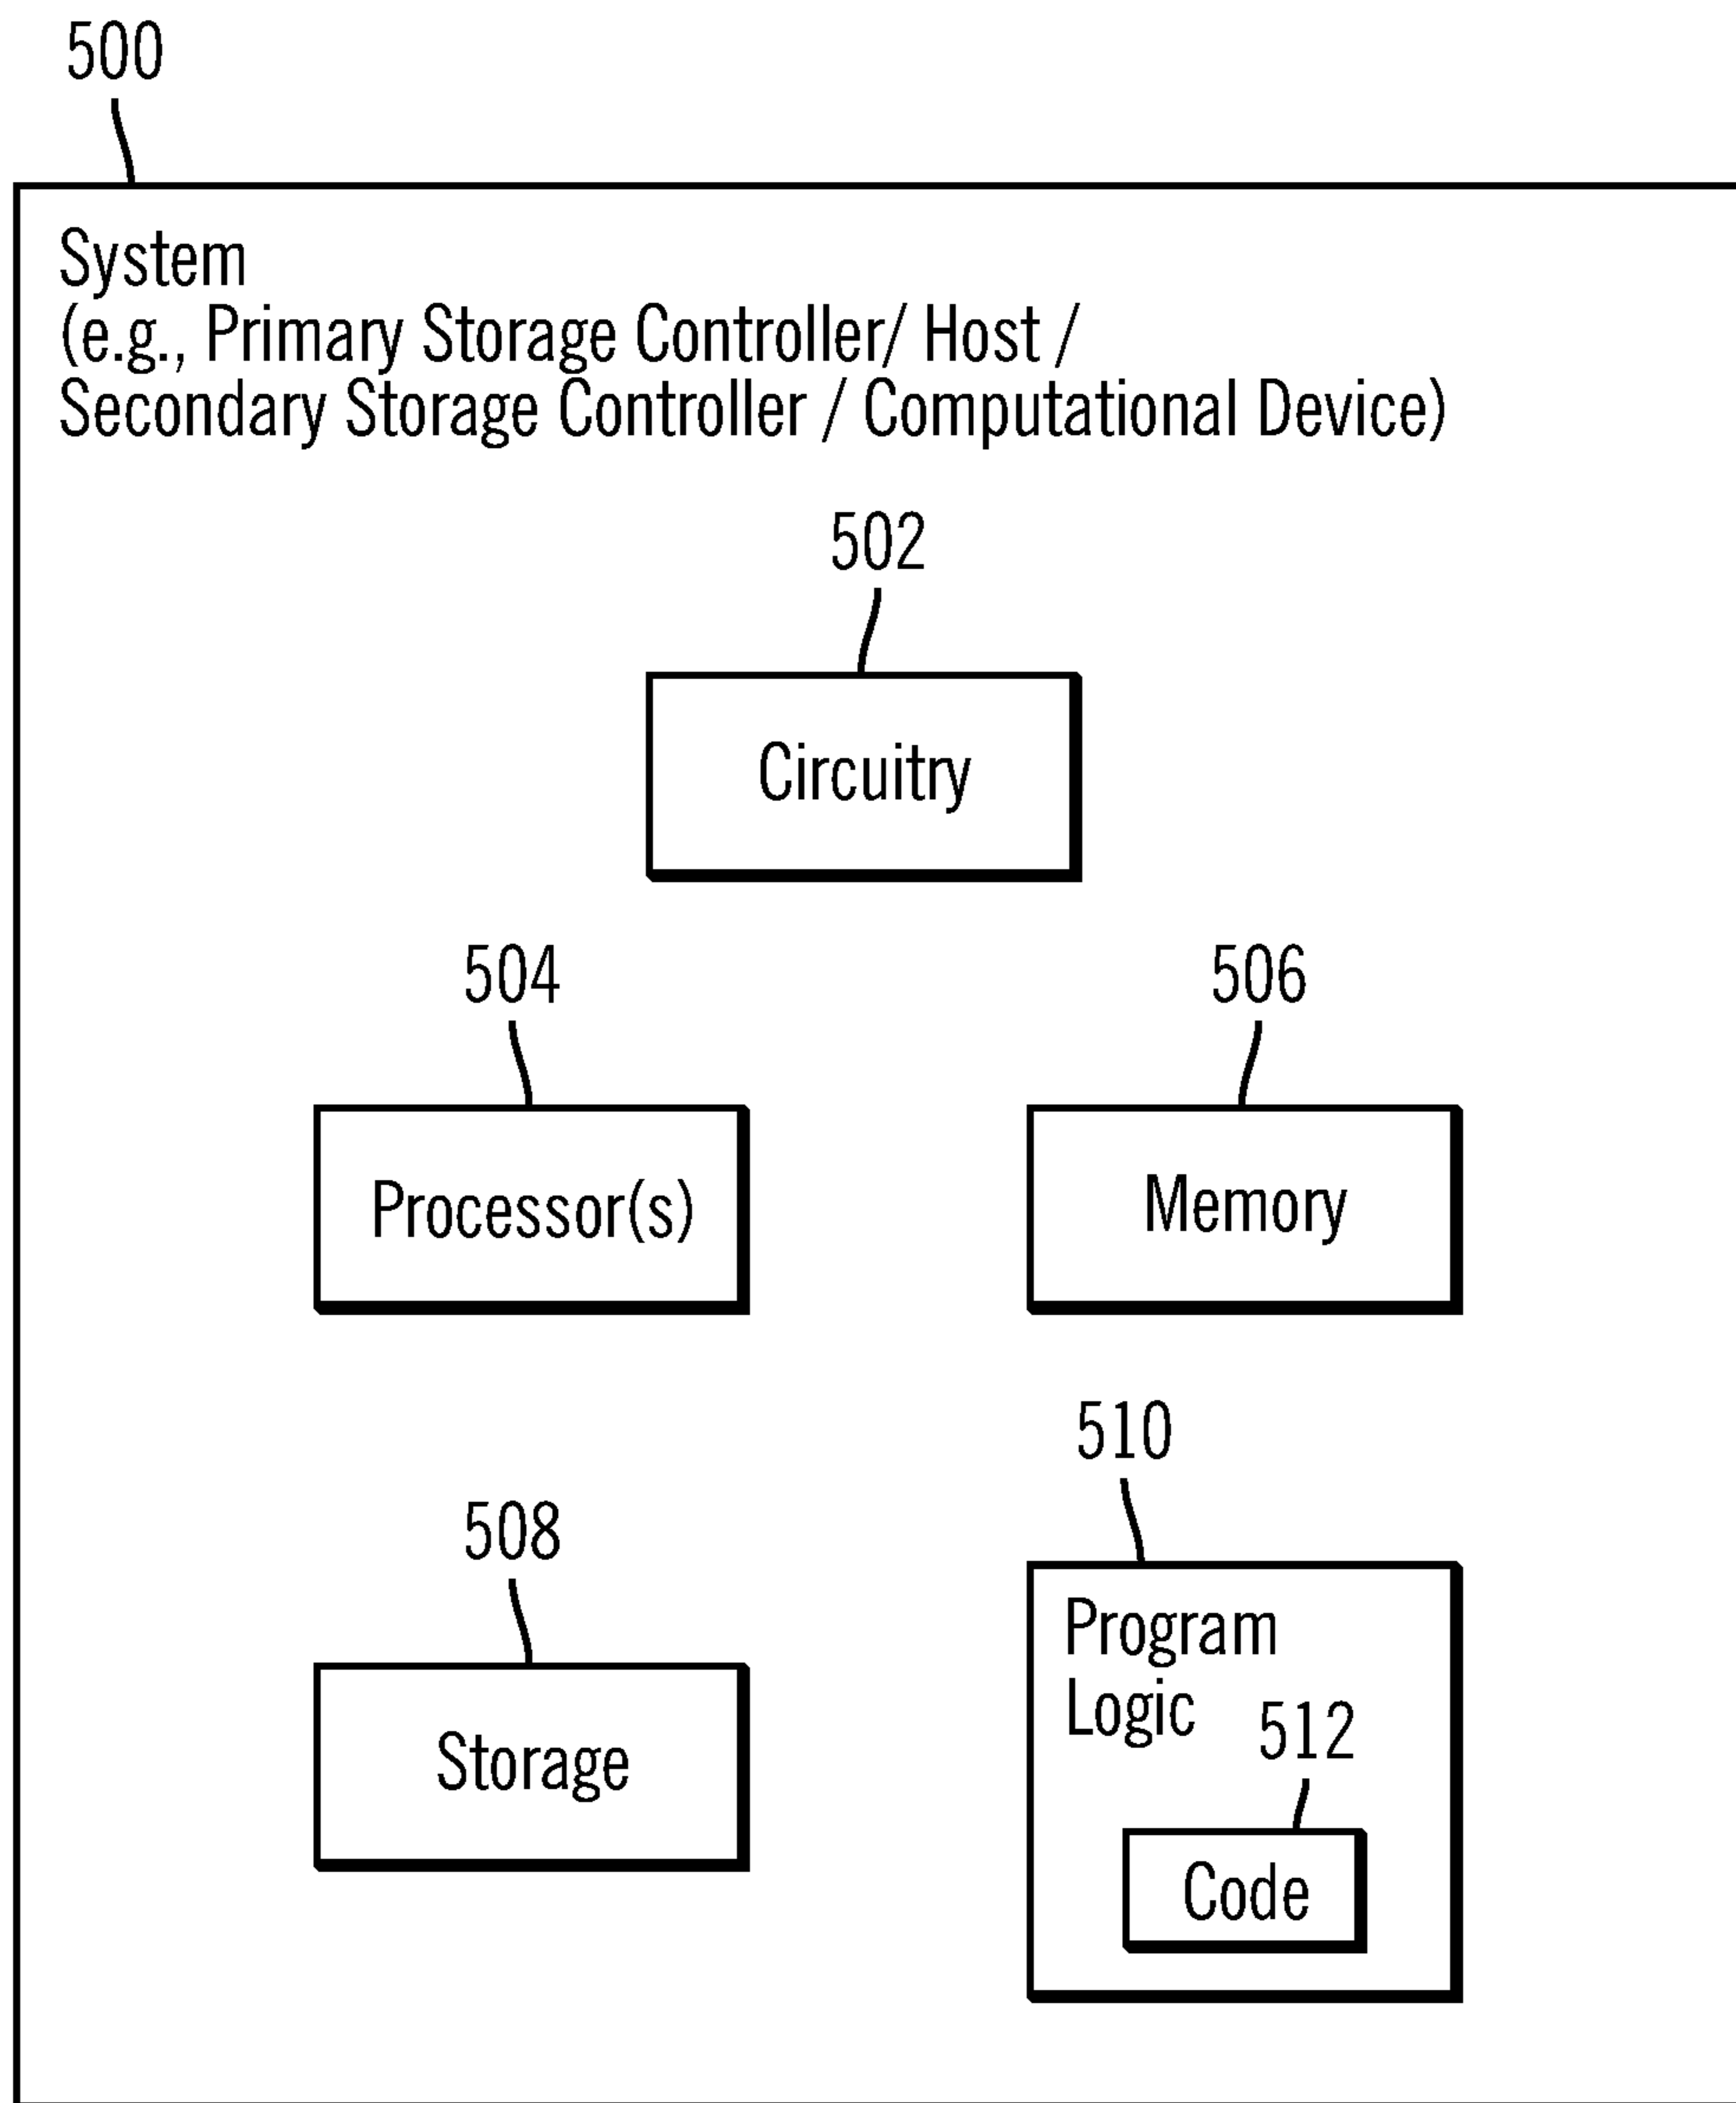 500
System
(e.g., Primary Storage Controller/ Host /
Secondary Storage Controller / Computational Device)
502
Circuitry
504
506
Processor(s)
Memory
510
508
Program
Logic
512
Storage
Code